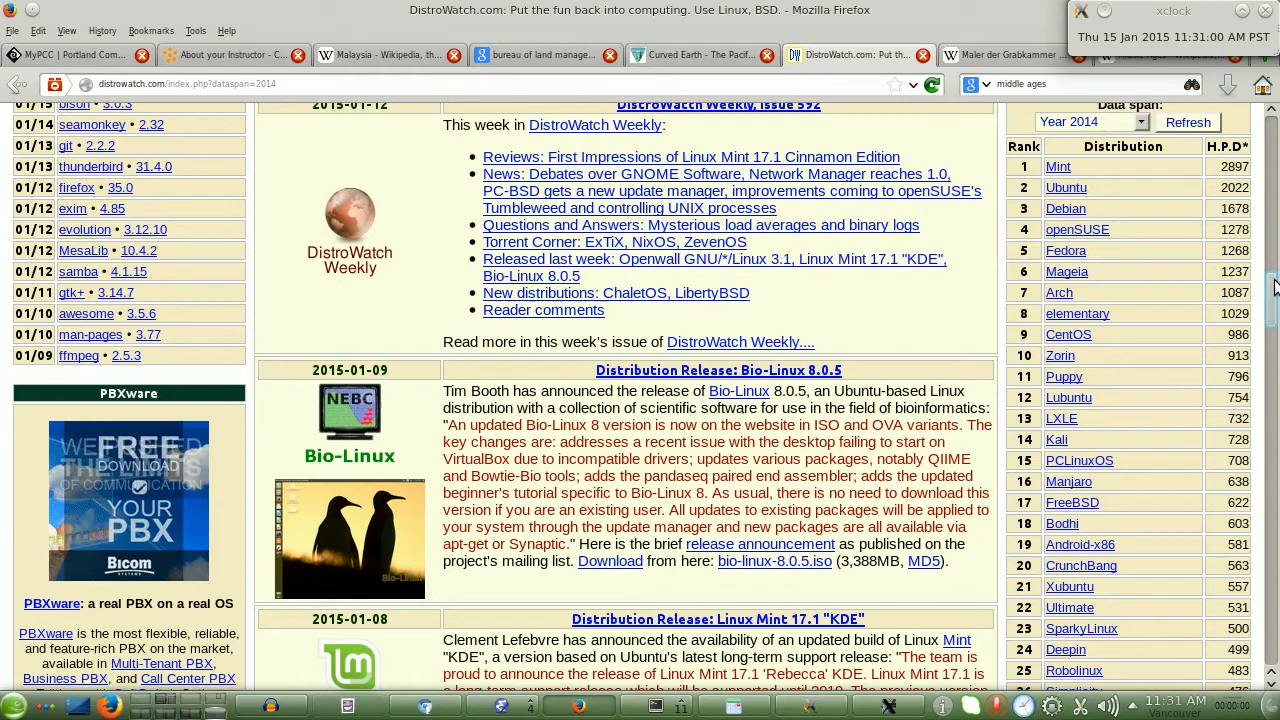 DistroWatch.com: Put the fun back into computing. Use Linux, BSD. - Mozilla Firefox
xclock
Thu 15 Jan 2015 11:31:00 AM PST
File Edit View History Bookmarks Tools Help
MyPCC | Portland Com...
About your Instructor - C...
Malaysia - Wikipedia, th...
bureau of land manage...
Curved Earth - The Pacif...
DistroWatch.com: Put th...
Maler der Grabkammer
distrowatch.com/index.php?dataspan=2014
middle ages
01/15 bison • 3.0.3
01/14 seamonkey • 2.32
01/13 git • 2.2.2
01/13 thunderbird • 31.4.0
01/12 firefox • 35.0
01/12 exim • 4.85
01/12 evolution • 3.12.10
01/12 MesaLib • 10.4.2
01/12 samba • 4.1.15
01/11 gtk+ • 3.14.7
01/10 awesome • 3.5.6
01/10 man-pages • 3.77
01/09 ffmpeg • 2.5.3
PBXware
FREE
DOWNLOAD
YOUR
PBX
Bicom
SYSTEMS
PBXware: a real PBX on a real OS
PBXware is the most flexible, reliable,
and feature-rich PBX on the market,
available in Multi-Tenant PBX,
Business PBX, and Call Center PBX
2015-01-12
DistroWatch Weekly, Issue 592
DistroWatch
Weekly
This week in DistroWatch Weekly:
• Reviews: First Impressions of Linux Mint 17.1 Cinnamon Edition
• News: Debates over GNOME Software, Network Manager reaches 1.0,
PC-BSD gets a new update manager, improvements coming to openSUSE's
Tumbleweed and controlling UNIX processes
• Questions and Answers: Mysterious load averages and binary logs
• Torrent Corner: ExTiX, NixOS, ZevenOS
• Released last week: Openwall GNU/*/Linux 3.1, Linux Mint 17.1 "KDE",
Bio-Linux 8.0.5
• New distributions: ChaletOS, LibertyBSD
• Reader comments
Read more in this week's issue of DistroWatch Weekly....
2015-01-09
Distribution Release: Bio-Linux 8.0.5
NEBC
Bio-Linux
Tim Booth has announced the release of Bio-Linux 8.0.5, an Ubuntu-based Linux
distribution with a collection of scientific software for use in the field of bioinformatics:
"An updated Bio-Linux 8 version is now on the website in ISO and OVA variants. The
key changes are: addresses a recent issue with the desktop failing to start on
VirtualBox due to incompatible drivers; updates various packages, notably QIIME
and Bowtie-Bio tools; adds the pandaseq paired end assembler; adds the updated
beginner's tutorial specific to Bio-Linux 8. As usual, there is no need to download this
version if you are an existing user. All updates to existing packages will be applied to
your system through the update manager and new packages are all available via
apt-get or Synaptic." Here is the brief release announcement as published on the
project's mailing list. Download from here: bio-linux-8.0.5.iso (3,388MB, MD5).
2015-01-08
Distribution Release: Linux Mint 17.1 "KDE"
Clement Lefebvre has announced the availability of an updated build of Linux Mint
"KDE", a version based on Ubuntu's latest long-term support release: "The team is
proud to announce the release of Linux Mint 17.1 'Rebecca' KDE. Linux Mint 17.1 is
Data span:
Year 2014 Refresh
Rank Distribution H.P.D*
1 Mint 2897
2 Ubuntu 2022
3 Debian 1678
4 openSUSE 1278
5 Fedora 1268
6 Mageia 1237
7 Arch 1087
8 elementary 1029
9 CentOS 986
10 Zorin 913
11 Puppy 796
12 Lubuntu 754
13 LXLE 732
14 Kali 728
15 PCLinuxOS 708
16 Manjaro 638
17 FreeBSD 622
18 Bodhi 603
19 Android-x86 581
20 CrunchBang 563
21 Xubuntu 557
22 Ultimate 531
23 SparkyLinux 500
24 Deepin 499
25 Robolinux 483
4
11
11:31 AM
Vancouver
00:00:00